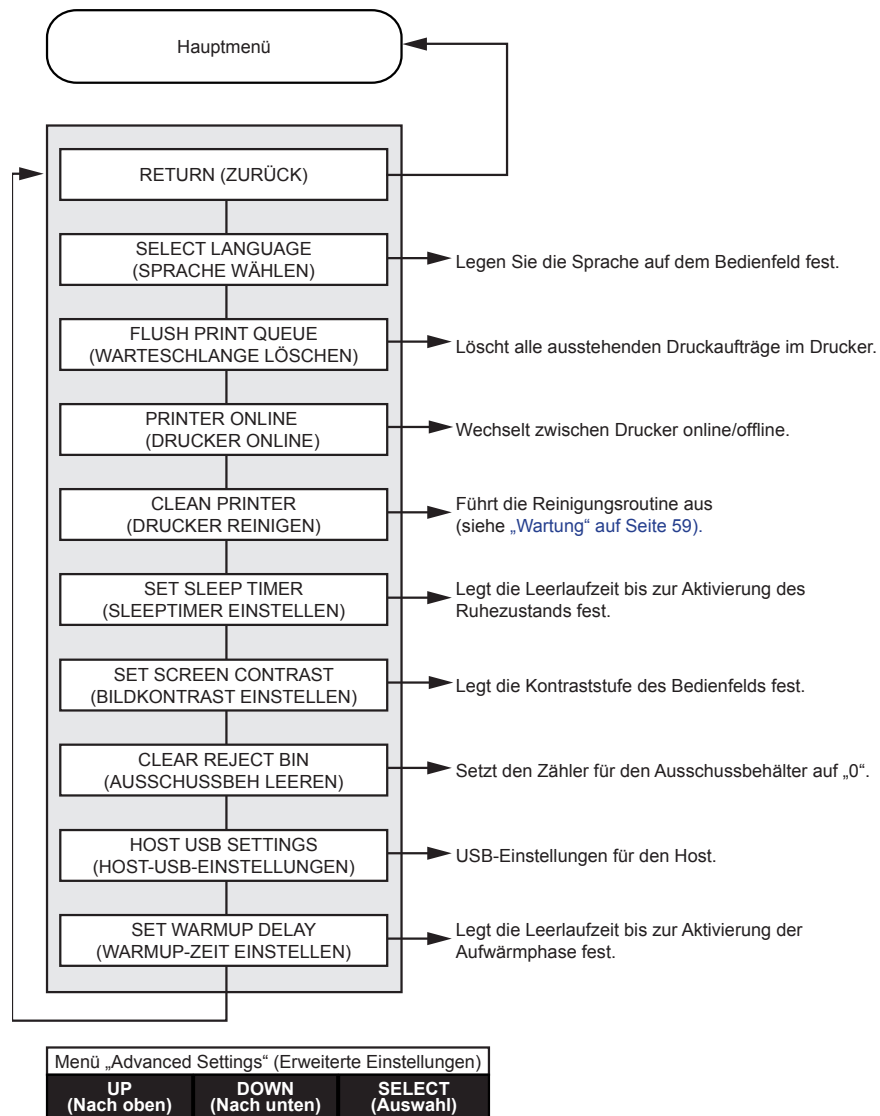 Hauptmenü
RETURN (ZURÜCK)
SELECT LANGUAGE
(SPRACHE WÄHLEN)
Legen Sie die Sprache auf dem Bedienfeld fest.
FLUSH PRINT QUEUE
(WARTESCHLANGE LÖSCHEN)
Löscht alle ausstehenden Druckaufträge im Drucker.
PRINTER ONLINE
(DRUCKER ONLINE)
Wechselt zwischen Drucker online/offline.
CLEAN PRINTER
(DRUCKER REINIGEN)
Führt die Reinigungsroutine aus
(siehe „Wartung“ auf Seite 59).
SET SLEEP TIMER
(SLEEPTIMER EINSTELLEN)
Legt die Leerlaufzeit bis zur Aktivierung des
Ruhezustands fest.
SET SCREEN CONTRAST
(BILDKONTRAST EINSTELLEN)
Legt die Kontraststufe des Bedienfelds fest.
CLEAR REJECT BIN
(AUSSCHUSSBEH LEEREN)
Setzt den Zähler für den Ausschussbehälter auf „0“.
HOST USB SETTINGS
(HOST-USB-EINSTELLUNGEN)
USB-Einstellungen für den Host.
SET WARMUP DELAY
(WARMUP-ZEIT EINSTELLEN)
Legt die Leerlaufzeit bis zur Aktivierung der
Aufwärmphase fest.
Menü „Advanced Settings“ (Erweiterte Einstellungen)
UP DOWN SELECT
(Nach oben) (Nach unten) (Auswahl)